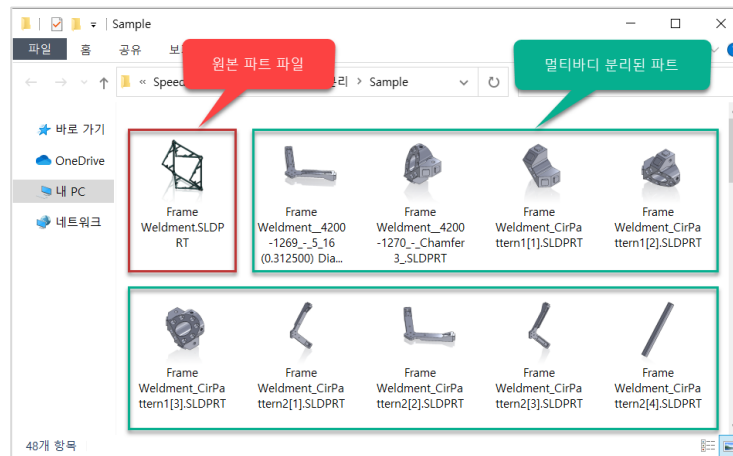 Sample
파일 홈 공유 보
원본 파트 파일
멀티바디 분리된 파트
« Speed 리 > Sample
바로 가기
OneDrive
내 PC
네트워크
Frame
Weldment.SLDP
RT
Frame
Weldment__4200
-1269_-_5_16
(0.312500) Dia...
Frame
Weldment__4200
-1270_-_Chamfer
3_.SLDPRT
Frame
Weldment_CirPa
ttern1[1].SLDPRT
Frame
Weldment_CirPa
ttern1[2].SLDPRT
Frame
Weldment_CirPa
ttern1[3].SLDPRT
Frame
Weldment_CirPa
ttern2[1].SLDPRT
Frame
Weldment_CirPa
ttern2[2].SLDPRT
Frame
Weldment_CirPa
ttern2[3].SLDPRT
Frame
Weldment_CirPa
ttern2[4].SLDPRT
48개 항목